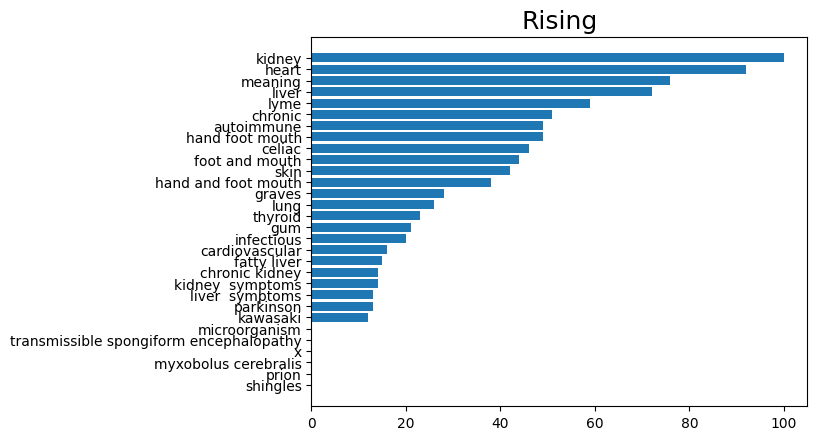 Rising
kidney
heart
meaning
liver
lyme
chronic
autoimmune
hand foot mouth
celiac
foot and mouth
skin
hand and foot mouth
graves
lung
thyroid
gum
infectious
cardiovascular
fatty liver
chronic kidney
kidney  symptoms
liver  symptoms
parkinson
kawasaki
microorganism
transmissible spongiform encephalopathy
x
myxobolus cerebralis
prion
shingles
0 20 40 60 80 100